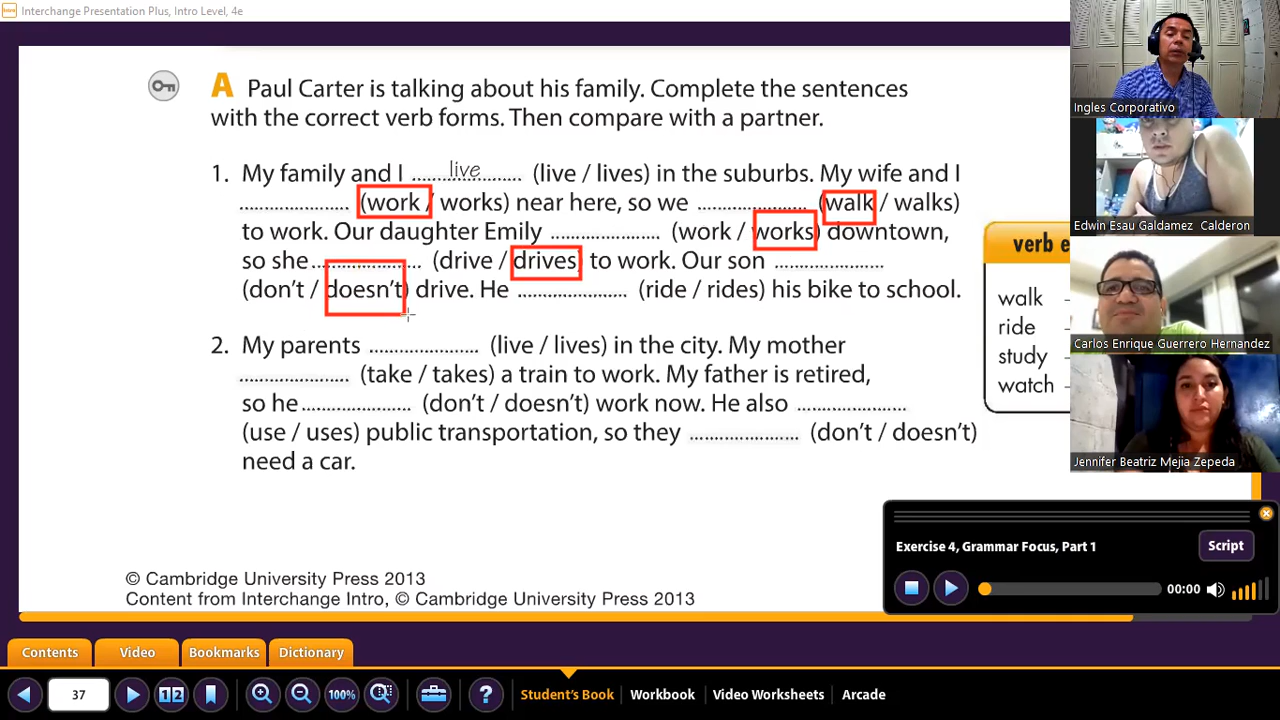 Interchange Presentation Plus, Intro Level, 4e
A Paul Carter is talking about his family. Complete the sentences
with the correct verb forms. Then compare with a partner.
1. My family and I ...live... (live / lives) in the suburbs. My wife and I
.................... (work / works) near here, so we .................... (walk / walks)
to work. Our daughter Emily .................... (work / works) downtown,
so she .................... (drive / drives) to work. Our son ....................
(don't / doesn't) drive. He .................... (ride / rides) his bike to school.
2. My parents .................... (live / lives) in the city. My mother
.................... (take / takes) a train to work. My father is retired,
so he .................... (don't / doesn't) work now. He also ....................
(use / uses) public transportation, so they .................... (don't / doesn't)
need a car.
verb e
walk
ride
study
watch
© Cambridge University Press 2013
Content from Interchange Intro, © Cambridge University Press 2013
Ingles Corporativo
Edwin Esau Galdamez Calderon
Carlos Enrique Guerrero Hernandez
Jennifer Beatriz Mejia Zepeda
Exercise 4, Grammar Focus, Part 1
Script
00:00
Contents
Video
Bookmarks
Dictionary
37
1 2
100%
?
Student's Book
Workbook
Video Worksheets
Arcade